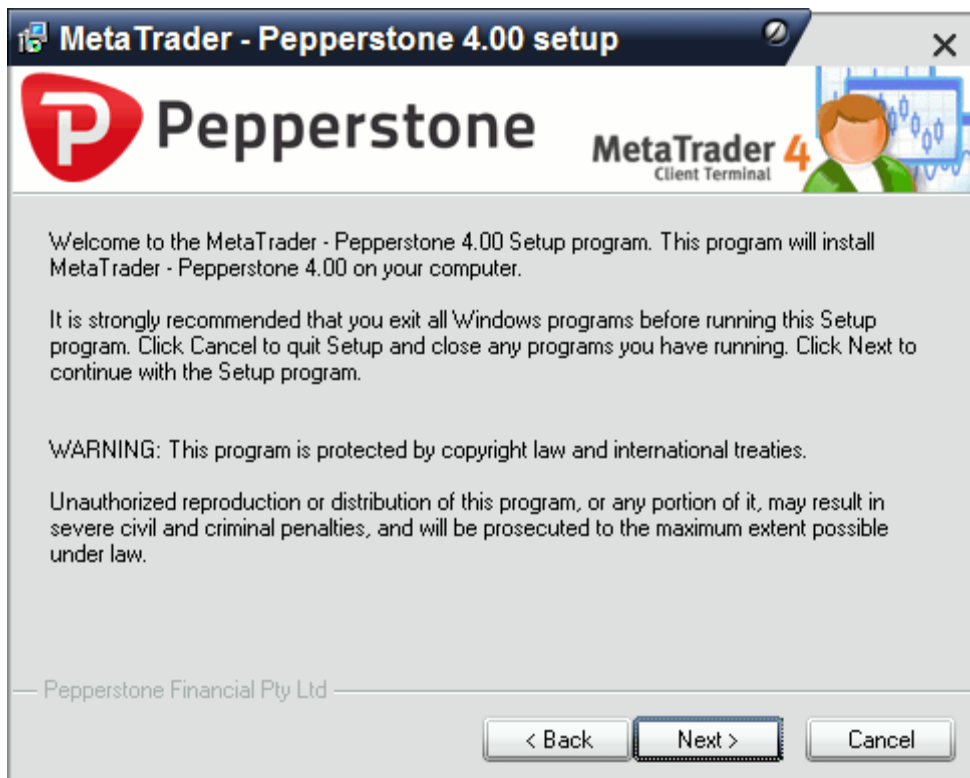 MetaTrader - Pepperstone 4.00 setup
P Pepperstone
MetaTrader 4
Client Terminal
Welcome to the MetaTrader - Pepperstone 4.00 Setup program. This program will install
MetaTrader - Pepperstone 4.00 on your computer.
It is strongly recommended that you exit all Windows programs before running this Setup
program. Click Cancel to quit Setup and close any programs you have running. Click Next to
continue with the Setup program.
WARNING: This program is protected by copyright law and international treaties.
Unauthorized reproduction or distribution of this program, or any portion of it, may result in
severe civil and criminal penalties, and will be prosecuted to the maximum extent possible
under law.
Pepperstone Financial Pty Ltd
< Back Next > Cancel